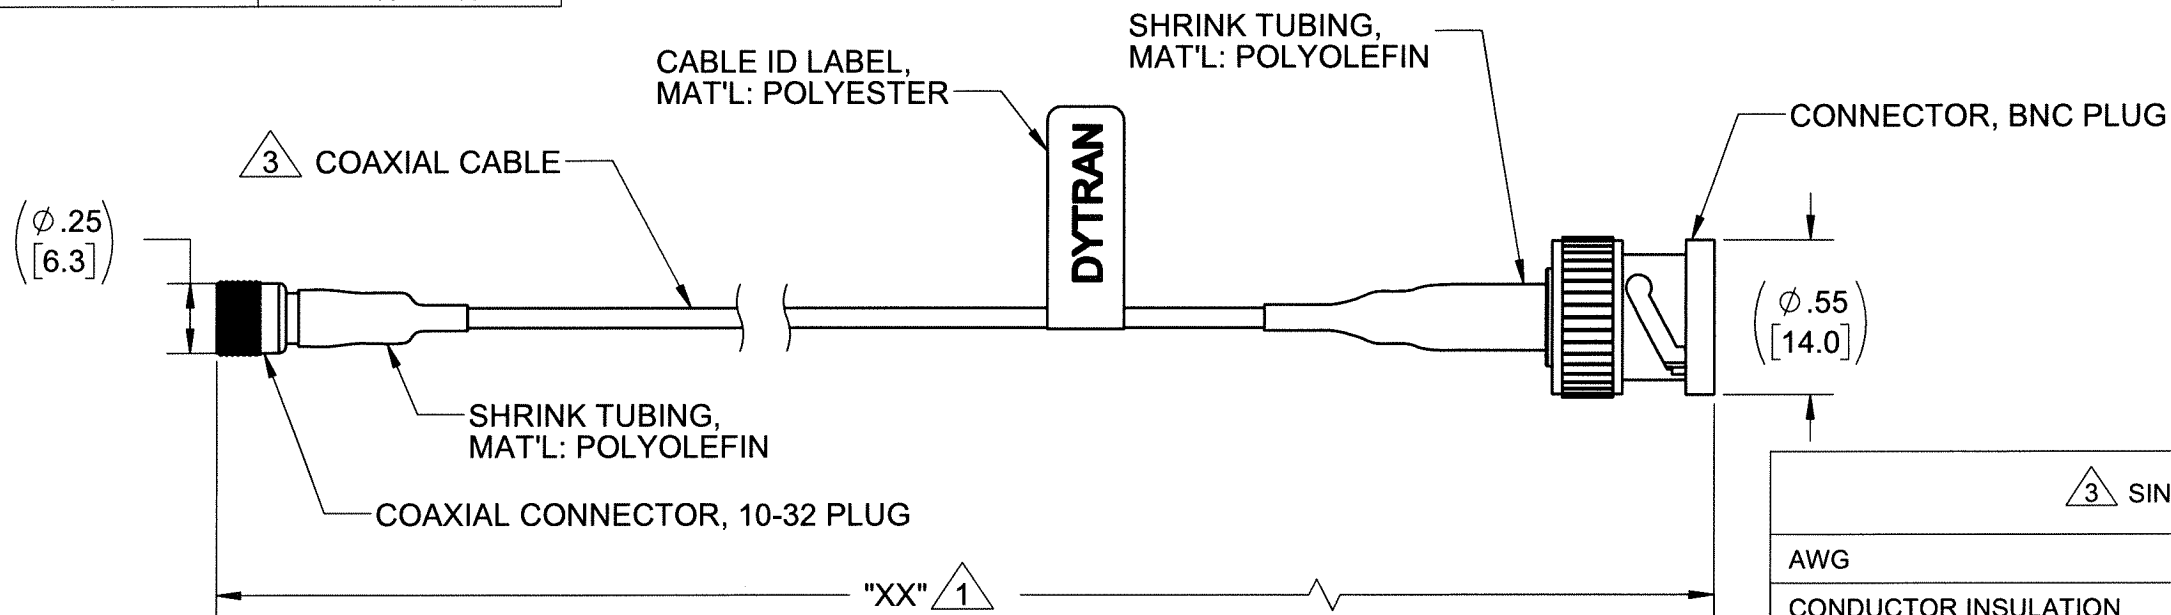 SHRINK TUBING,
MAT'L: POLYOLEFIN
CABLE ID LABEL,
MAT'L: POLYESTER
CONNECTOR, BNC PLUG
3 COAXIAL CABLE
DYTRAN
(⌀ .25
[6.3])
(⌀ .55
[14.0])
SHRINK TUBING,
MAT'L: POLYOLEFIN
COAXIAL CONNECTOR, 10-32 PLUG
3 SIN
AWG
"XX" 1
CONDUCTOR INSULATION